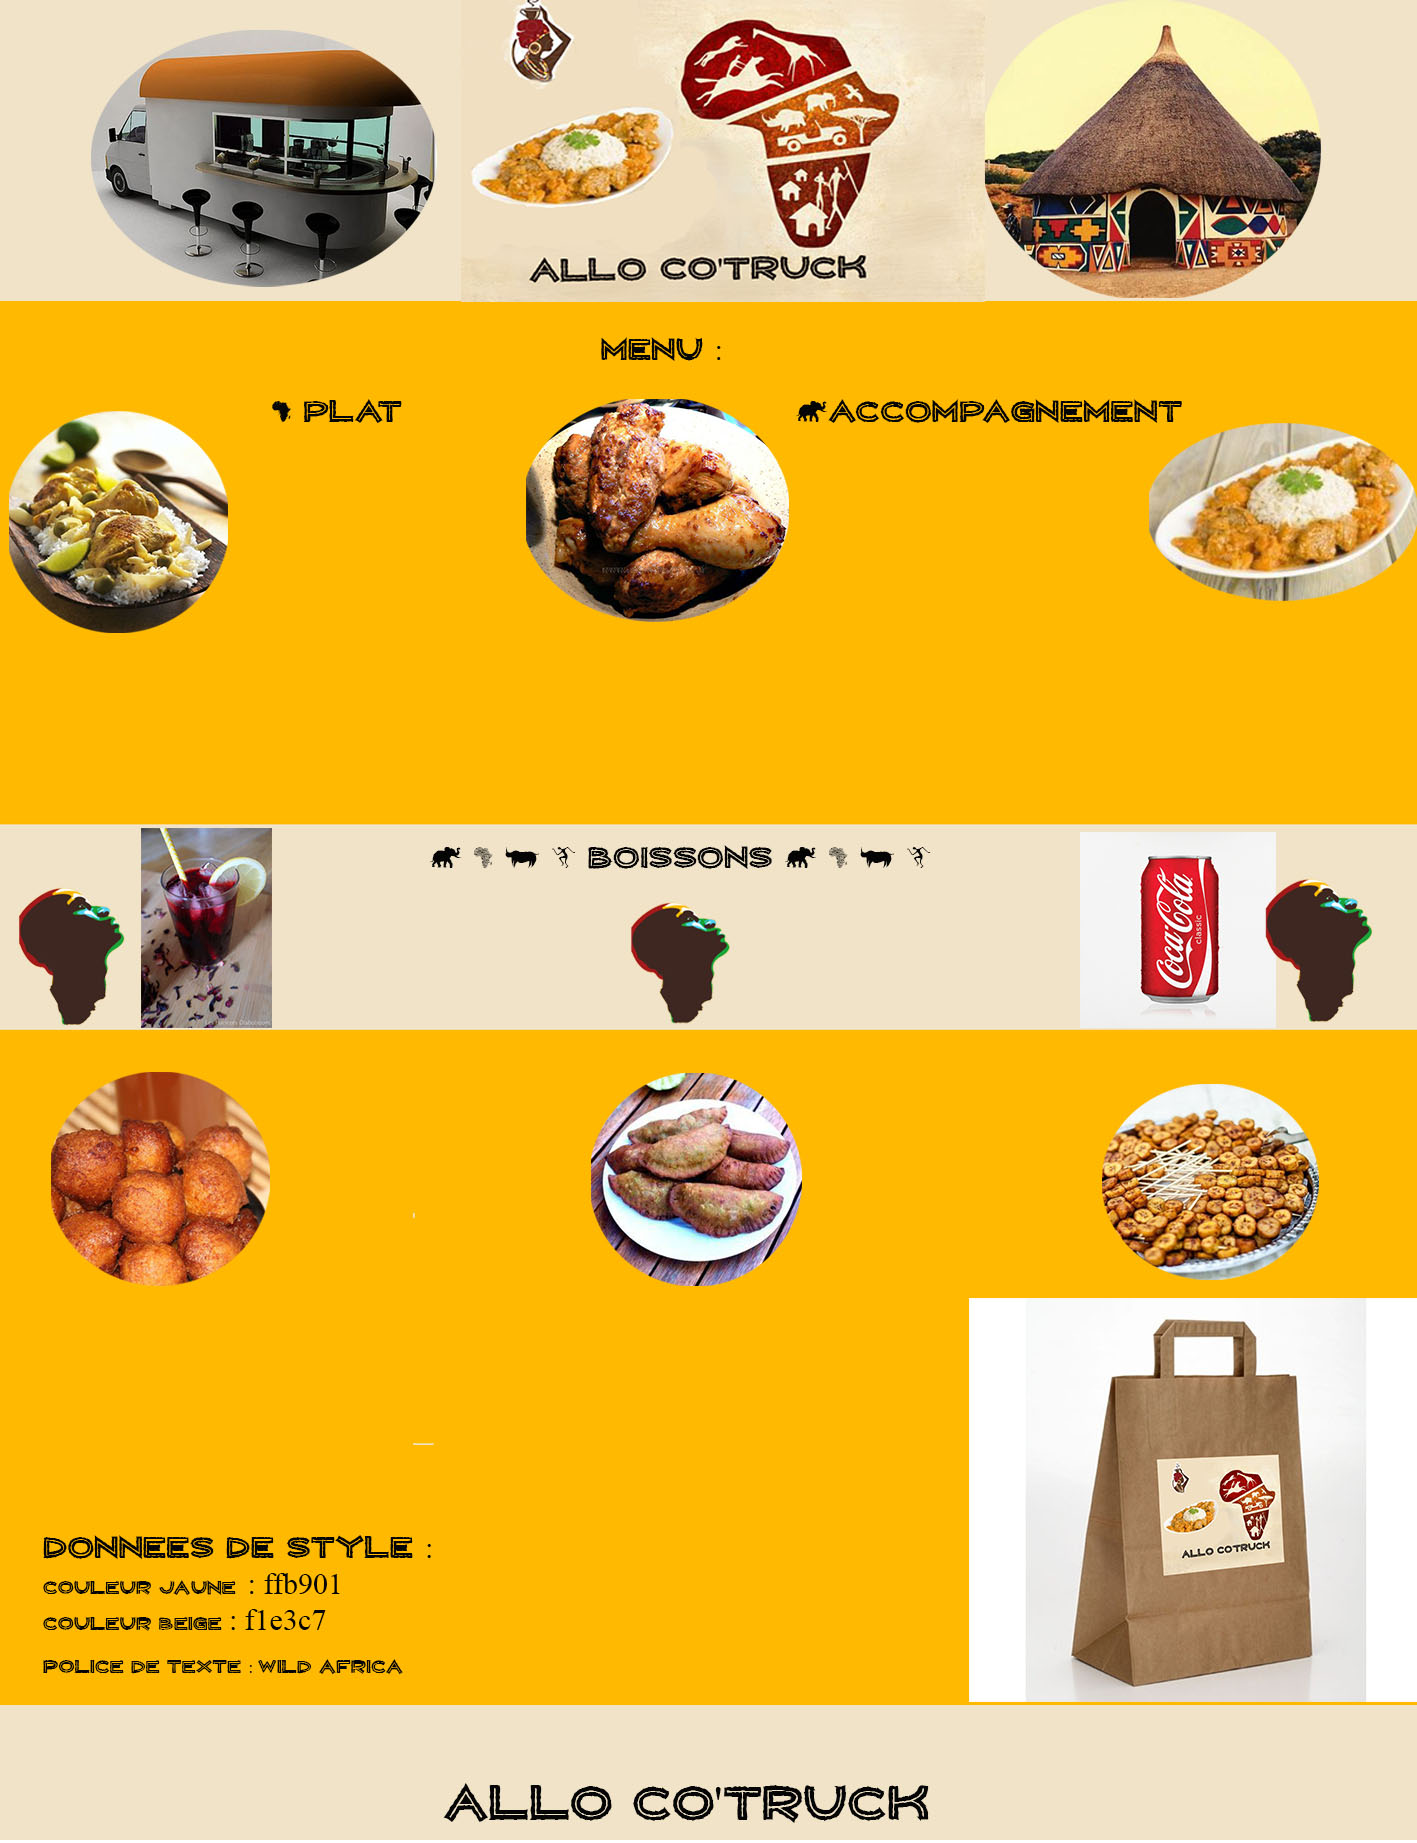 ALLO CO'TRUCK
MENU :
PLAT
ACCOMPAGNEMENT
BOISSONS
Coca-Cola
classic
ALLO CO'TRUCK
DONNEES DE STYLE :
COULEUR JAUNE : ffb901
COULEUR BEIGE : f1e3c7
POLICE DE TEXTE : WILD AFRICA
ALLO CO'TRUCK